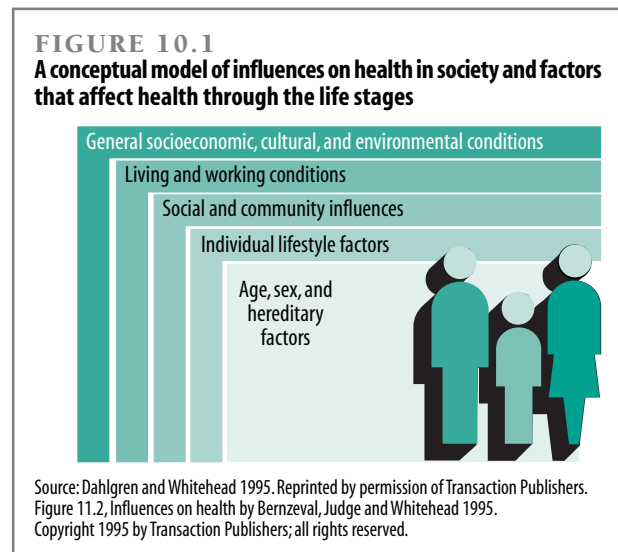 FIGURE 10.1
A conceptual model of influences on health in society and factors
that affect health through the life stages
General socioeconomic, cultural, and environmental conditions
Living and working conditions
Social and community influences
Individual lifestyle factors
Age, sex, and
hereditary
factors
Source: Dahlgren and Whitehead 1995. Reprinted by permission of Transaction Publishers.
Figure 11.2, Influences on health by Bernzeval, Judge and Whitehead 1995.
Copyright 1995 by Transaction Publishers; all rights reserved.